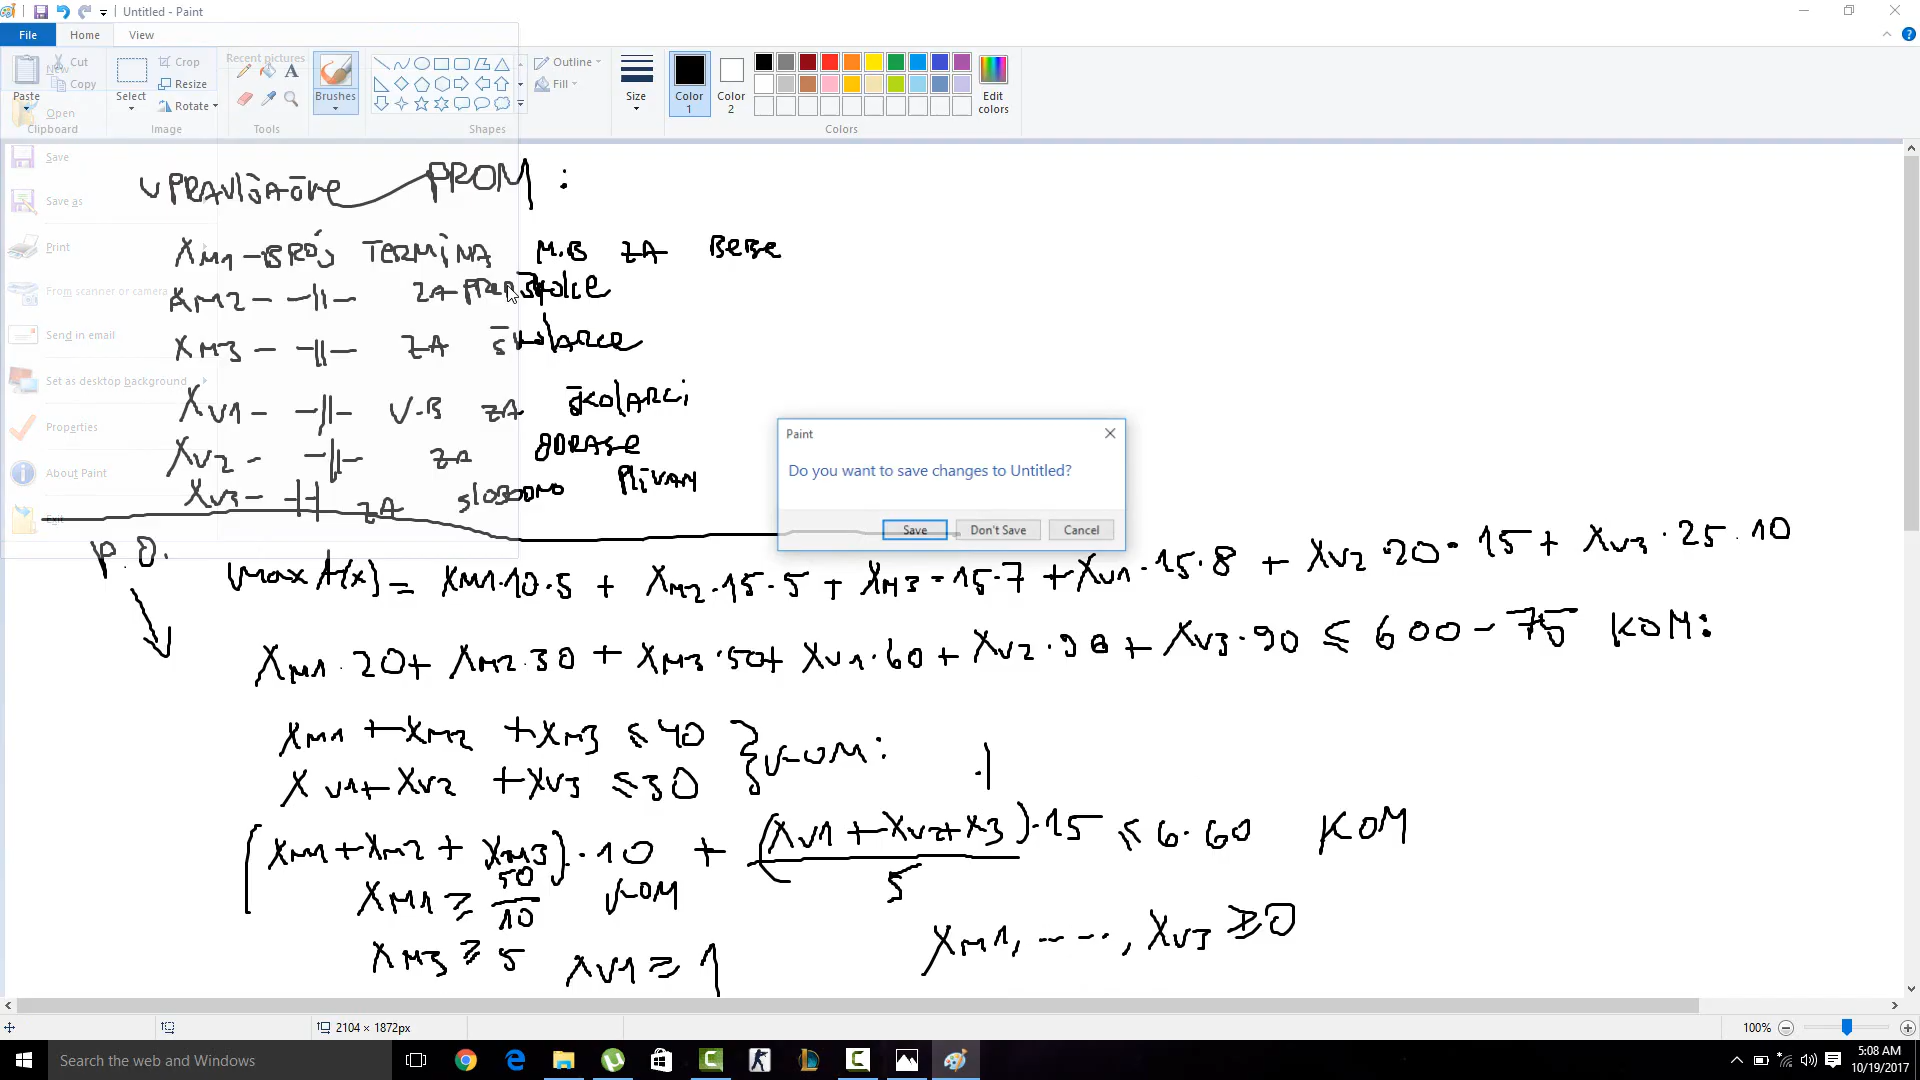 Untitled - Paint
File Home View
Paste Cut Copy Clipboard
Select Crop Resize Rotate Image
Tools
Brushes
Shapes
Outline
Fill
Size
Color 1
Color 2
Edit colors
Colors
Recent pictures
New
Open
Save
Save as
Print
From scanner or camera
Send in email
Set as desktop background
Properties
About Paint
Exit
PROM :
XM1 - BROJ TERMINA M.B ZA BEBE
XM2 - -||- ZA
XM3 - -||- ZA školarce
XV1 - -||- V.B ZA školarci
XV2 - -||- ZA
XV3 - -||- ZA slobodno plivan
Paint
Do you want to save changes to Untitled?
Save Don't Save Cancel
P.O.
max f(x) = XM1·10·5 + XM2·15·5 + XM3·15·7 + XV1·15·8 + XV2·20·15 + XV3·25·10
XM1·20 + XM2·30 + XM3·50 + XV1·60 + XV2·90 + XV3·90 ≤ 600 - 75 KOM:
XM1 + XM2 + XM3 ≤ 40
XV1 + XV2 + XV3 ≤ 30 } KOM:
(XM1 + XM2 + XM3)·10 + (XV1 + XV2 + X3)·15 ≤ 6·60 KOM
5
XM1 ≥ 50/10 KOM
XM3 ≥ 5 XV1 ≥ 1
XM1, ....., XV3 ≥ 0
2104 × 1872px
100%
Search the web and Windows
5:08 AM
10/19/2017